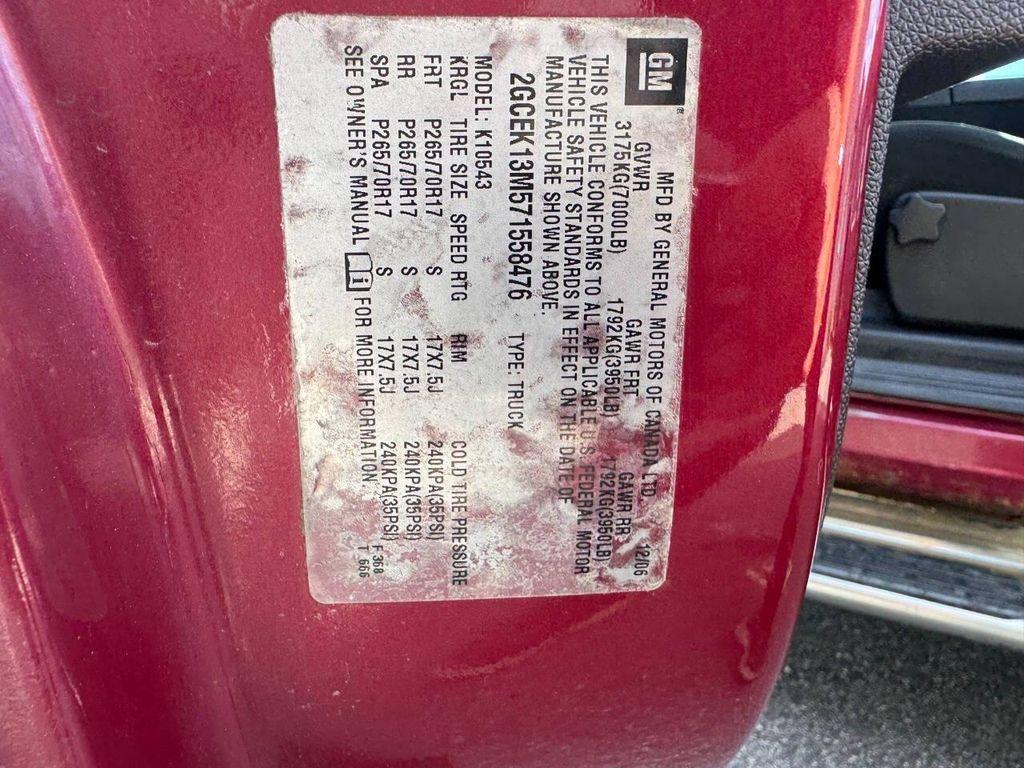 GM®
MFD BY GENERAL MOTORS OF CANADA LTD.
GVWR GAWR FRT GAWR RR 12/06
3175KG(7000LB) 1792KG(3950LB) 1792KG(3950LB)
THIS VEHICLE CONFORMS TO ALL APPLICABLE U.S. FEDERAL MOTOR
VEHICLE SAFETY STANDARDS IN EFFECT ON THE DATE OF
MANUFACTURE SHOWN ABOVE.
2GCEK13M571558476 TYPE: TRUCK
MODEL: K10543
KRGL TIRE SIZE SPEED RTG RIM COLD TIRE PRESSURE
FRT P265/70R17 S 17X7.5J 240KPA(35PSI)
RR P265/70R17 S 17X7.5J 240KPA(35PSI)
SPA P265/70R17 S 17X7.5J 240KPA(35PSI) F 368
SEE OWNER'S MANUAL i FOR MORE INFORMATION. T 666